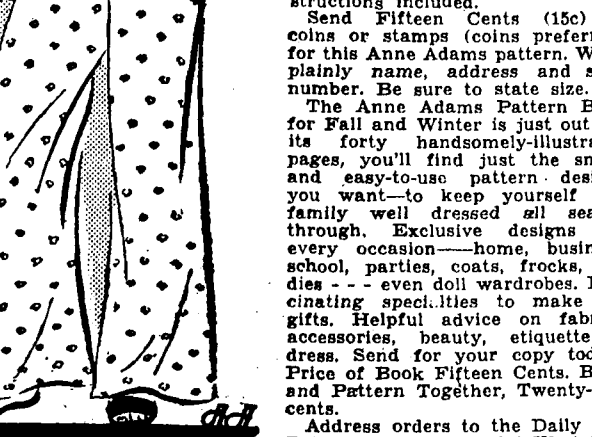 structions included.
Send Fifteen Cents (15c)
coins or stamps (coins prefer
for this Anne Adams pattern. W
plainly name, address and s
number. Be sure to state size.
The Anne Adams Pattern B
for Fall and Winter is just out
its forty handsomely-illustra
pages, you'll find just the sm
and easy-to-use pattern desi
you want—to keep yourself
family well dressed all sea
through. Exclusive designs
every occasion——home, busin
school, parties, coats, frocks,
dies - - - even doll wardrobes. I
cinating specialties to make
gifts. Helpful advice on fabr
accessories, beauty, etiquette
dress. Send for your copy tod
Price of Book Fifteen Cents. B
and Pattern Together, Twenty-
cents.
Address orders to the Daily
AA